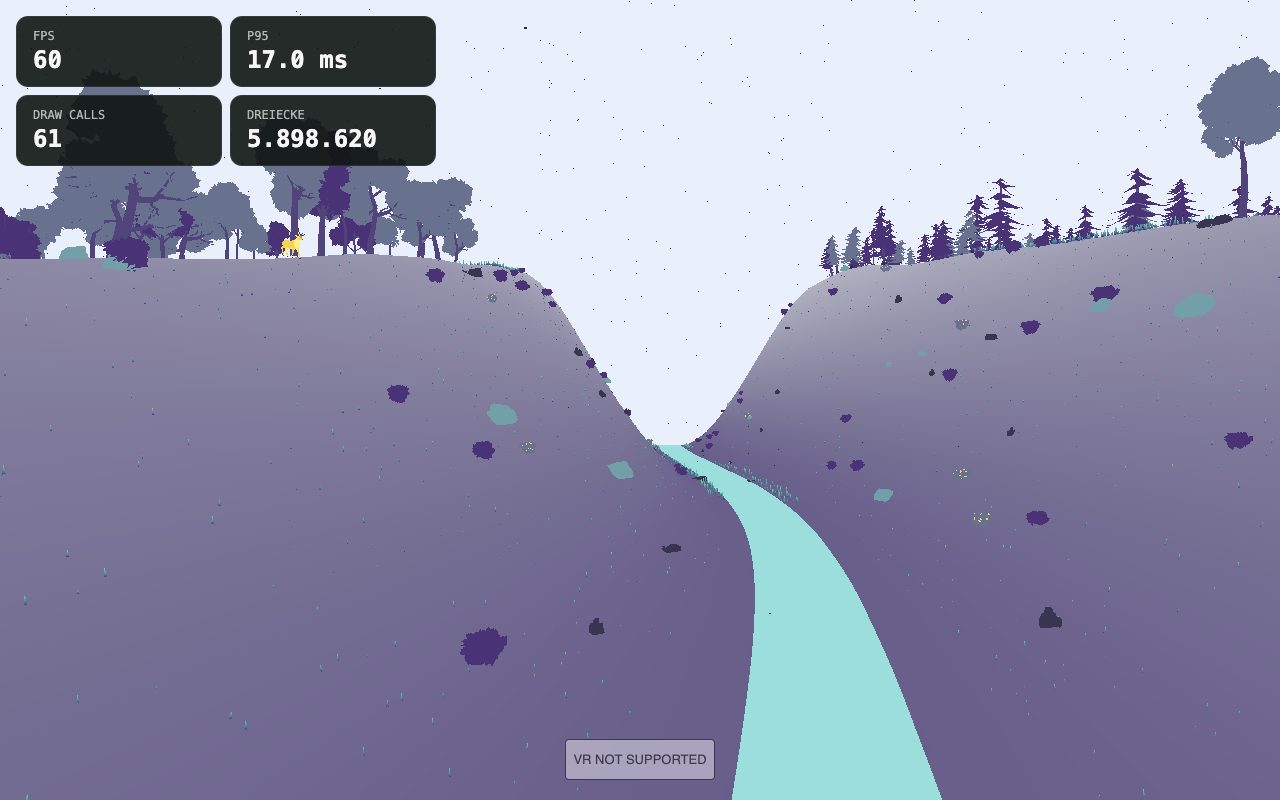 FPS
60
P95
17.0 ms
DRAW CALLS
61
DREIECKE
5.898.620
VR NOT SUPPORTED